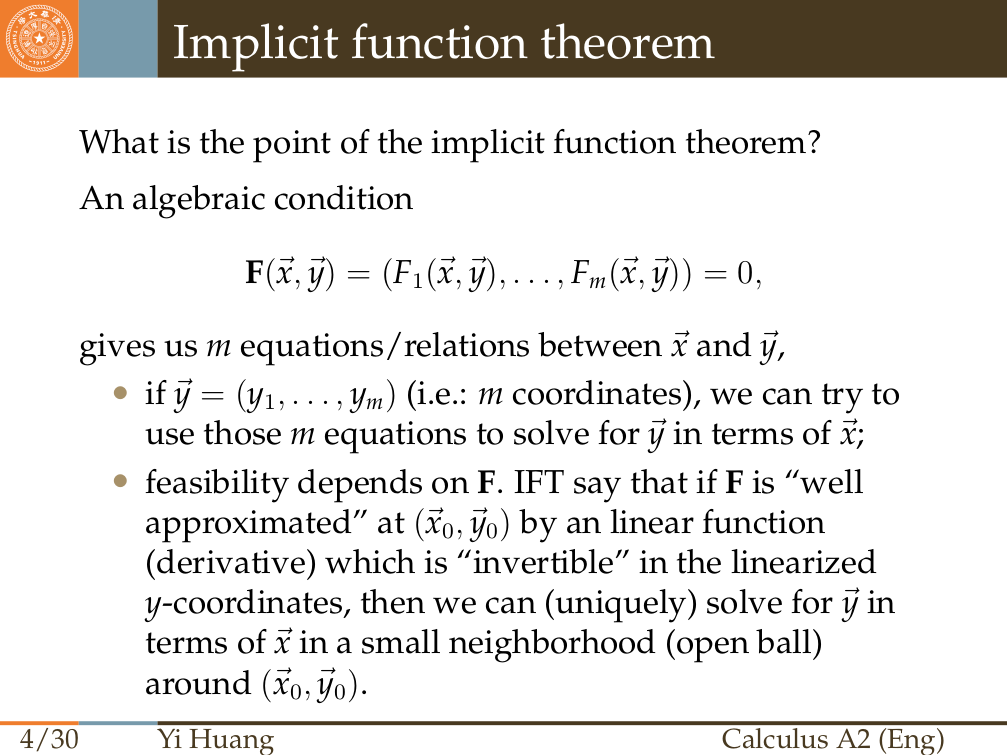 Implicit function theorem
What is the point of the implicit function theorem?
An algebraic condition
F(x⃗, y⃗) = (F₁(x⃗, y⃗), . . . , Fₘ(x⃗, y⃗)) = 0,
gives us m equations/relations between x⃗ and y⃗,
• if y⃗ = (y₁, . . . , yₘ) (i.e.: m coordinates), we can try to
use those m equations to solve for y⃗ in terms of x⃗;
• feasibility depends on F. IFT say that if F is “well
approximated” at (x⃗₀, y⃗₀) by an linear function
(derivative) which is “invertible” in the linearized
y-coordinates, then we can (uniquely) solve for y⃗ in
terms of x⃗ in a small neighborhood (open ball)
around (x⃗₀, y⃗₀).
4/30 Yi Huang Calculus A2 (Eng)